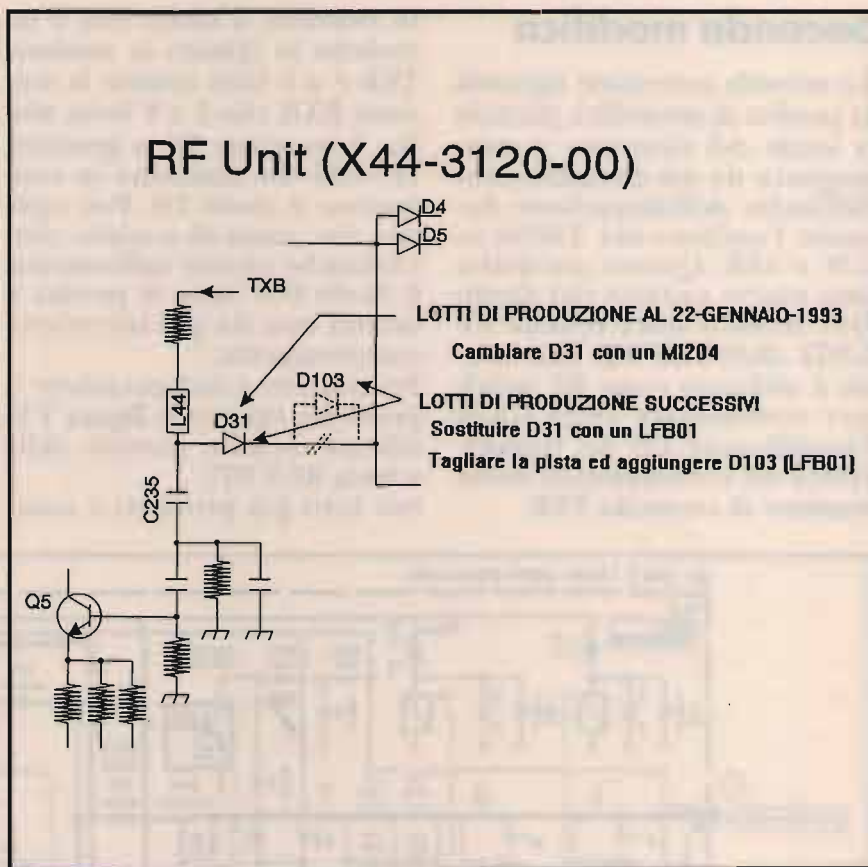 RF Unit (X44-3120-00)
D4
D5
TXB
LOTTI DI PRODUZIONE AL 22-GENNAIO-1993
Cambiare D31 con un MI204
D103
L44
D31
LOTTI DI PRODUZIONE SUCCESSIVI
Sostituire D31 con un LFB01
Tagliare la pista ed aggiungere D103 (LFB01)
C235
Q5